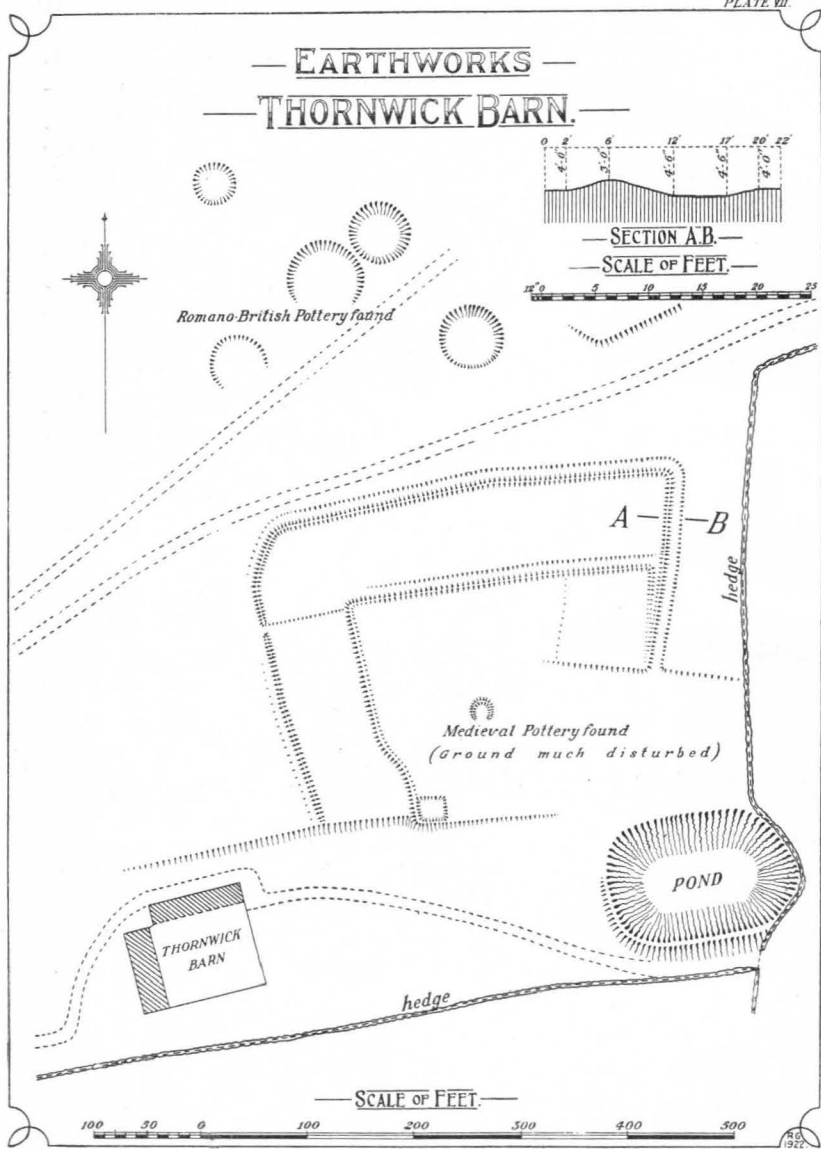 PLATE VII.
— EARTHWORKS —
— THORNWICK BARN. —
0 2' 6' 12' 17' 20' 22'
4'-0" 3'-0" 4'-6" 4'-6" 4'-0"
— SECTION A.B. —
— SCALE OF FEET. —
12" 0 5 10 15 20 25
Romano-British Pottery found
A — — B
hedge
Medieval Pottery found
(Ground much disturbed)
POND
THORNWICK
BARN
hedge
— SCALE OF FEET. —
100 50 0 100 200 300 400 500
R.G.
1922.